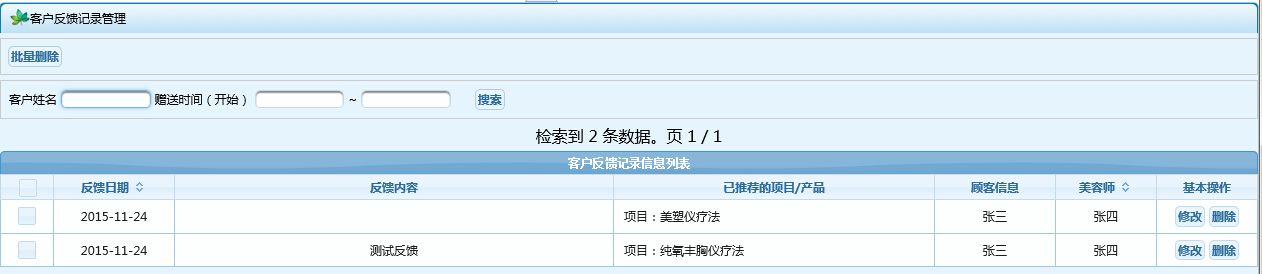 客户反馈记录管理
批量删除
客户姓名 赠送时间（开始） ~ 搜索
检索到 2 条数据。页 1 / 1
客户反馈记录信息列表
反馈日期 反馈内容 已推荐的项目/产品 顾客信息 美容师 基本操作
2015-11-24 项目：美塑仪疗法 张三 张四 修改 删除
2015-11-24 测试反馈 项目：纯氧丰胸仪疗法 张三 张四 修改 删除